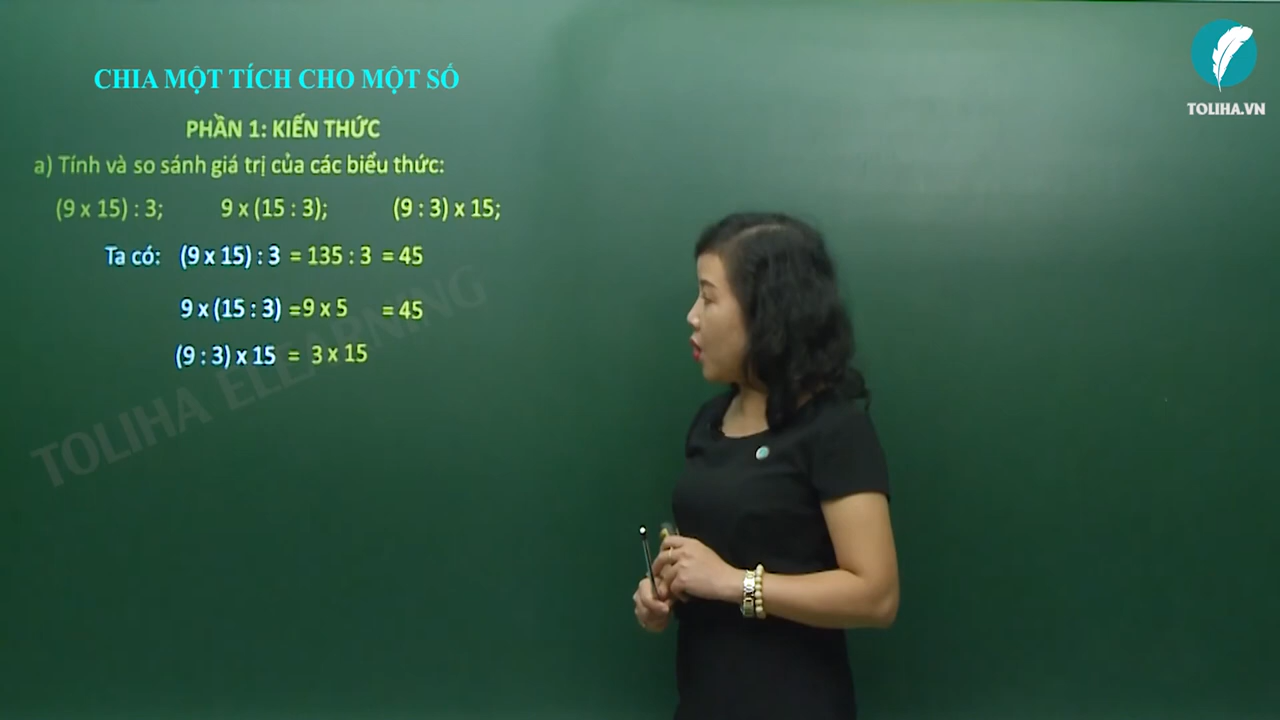 CHIA MỘT TÍCH CHO MỘT SỐ
TOLIHA.VN
PHẦN 1: KIẾN THỨC
a) Tính và so sánh giá trị của các biểu thức:
(9 x 15) : 3; 9 x (15 : 3); (9 : 3) x 15;
Ta có: (9 x 15) : 3 = 135 : 3 = 45
9 x (15 : 3) =9 x 5 = 45
(9 : 3) x 15 = 3 x 15
TOLIHA ELEARNING